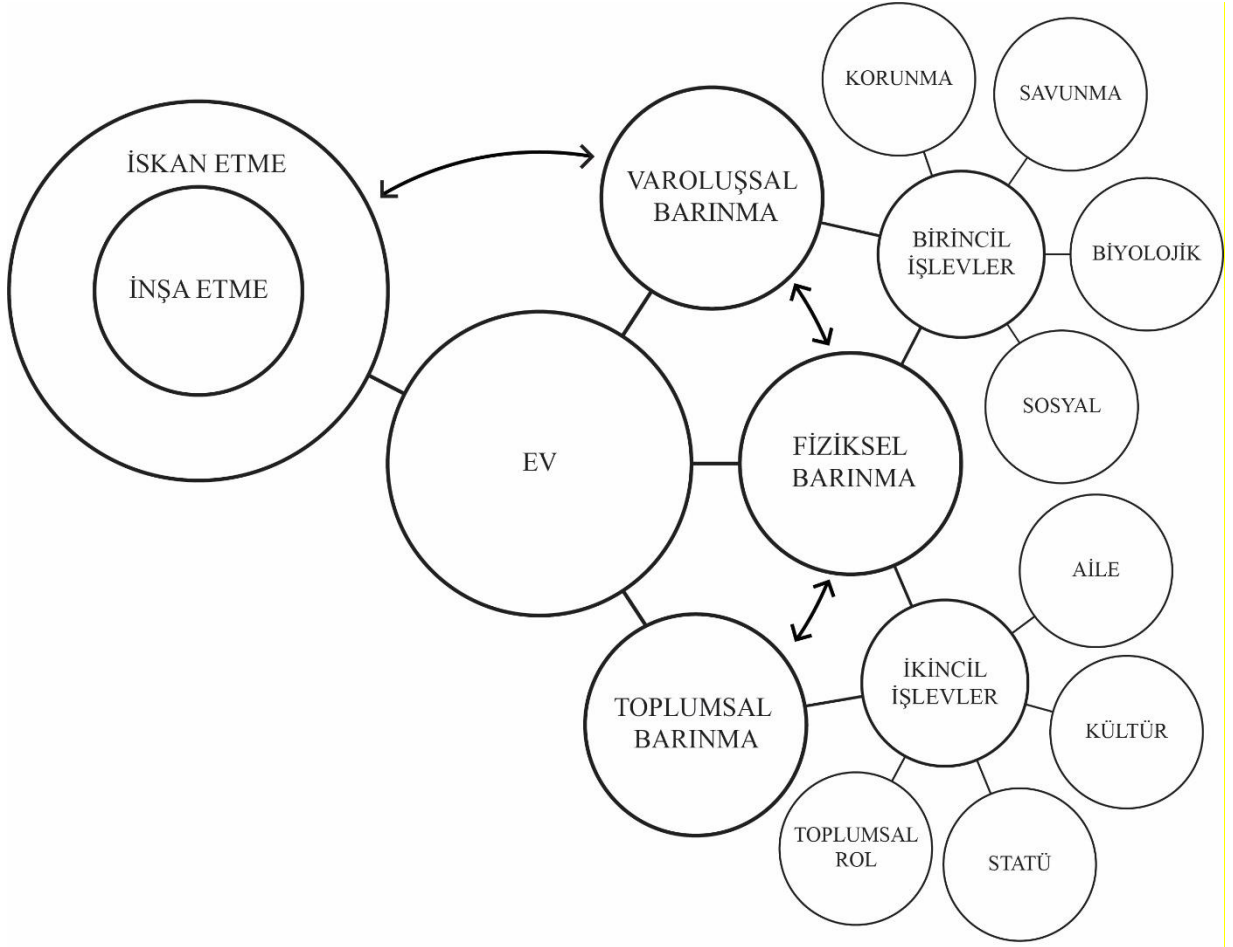 İSKAN ETME
İNŞA ETME
EV
VAROLUŞSAL
BARINMA
FİZİKSEL
BARINMA
TOPLUMSAL
BARINMA
BİRİNCİL
İŞLEVLER
KORUNMA
SAVUNMA
BİYOLOJİK
SOSYAL
İKİNCİL
İŞLEVLER
AİLE
KÜLTÜR
STATÜ
TOPLUMSAL
ROL